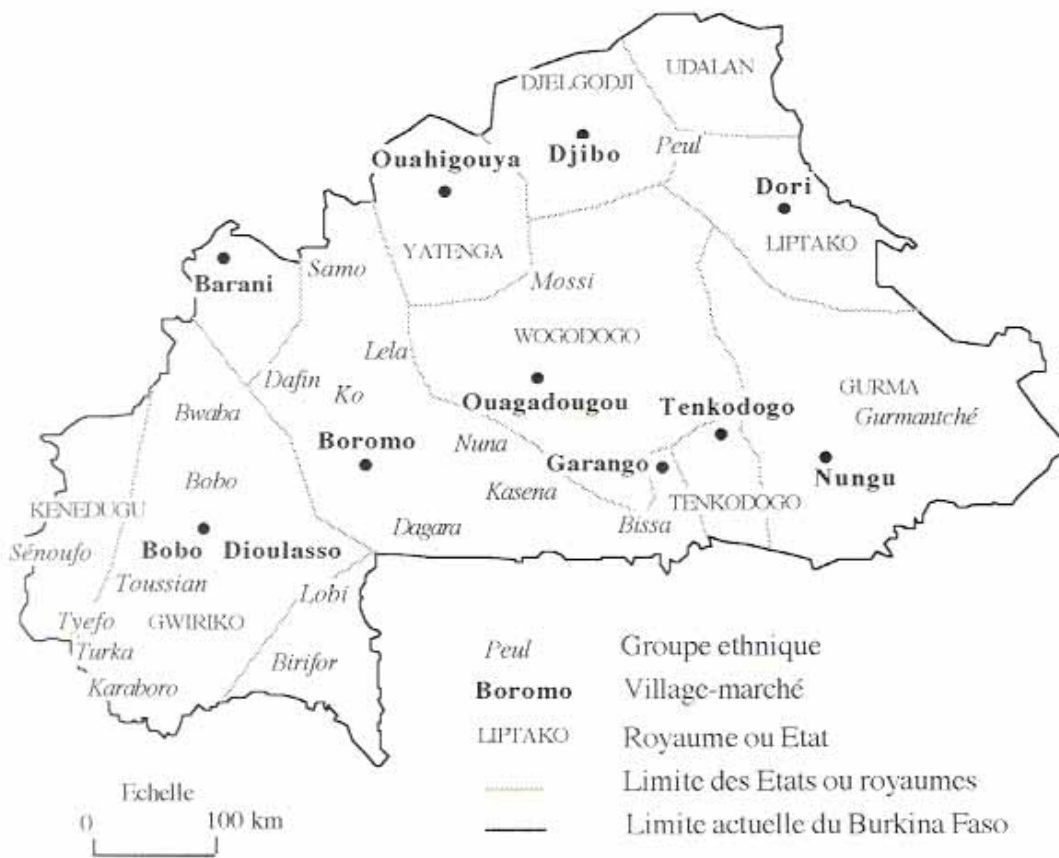 UDALAN
DJELGODJI
Peul
Djibo
Ouahigouya
Dori
LIPTAKO
YATENGA
Samo
Barani
Mossi
WOGODOGO
Lela
Dafin
Ko
Ouagadougou
GURMA
Gurmantché
Tenkodogo
Bwaba
Boromo
Nuna
Garango
Nungu
Bobo
Kasena
TENKODOGO
KENEDUGU
Dagara
Bissa
Sénoufo
Bobo Dioulasso
Toussian
Lobi
Tyefo
GWIRIKO
Turka
Birifor
Karaboro
Peul Groupe ethnique
Boromo Village-marché
LIPTAKO Royaume ou Etat
Limite des Etats ou royaumes
Limite actuelle du Burkina Faso
Echelle
0 100 km